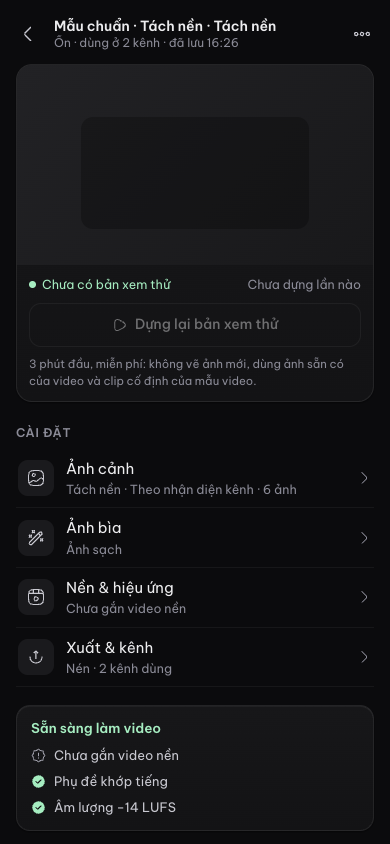 Mẫu chuẩn · Tách nền · Tách nền
Ổn · dùng ở 2 kênh · đã lưu 16:26
Chưa có bản xem thử
Chưa dựng lần nào
Dựng lại bản xem thử
3 phút đầu, miễn phí: không vẽ ảnh mới, dùng ảnh sẵn có
của video và clip cố định của mẫu video.
CÀI ĐẶT
Ảnh cảnh
Tách nền · Theo nhận diện kênh · 6 ảnh
Ảnh bìa
Ảnh sạch
Nền & hiệu ứng
Chưa gắn video nền
Xuất & kênh
Nén · 2 kênh dùng
Sẵn sàng làm video
Chưa gắn video nền
Phụ đề khớp tiếng
Âm lượng -14 LUFS